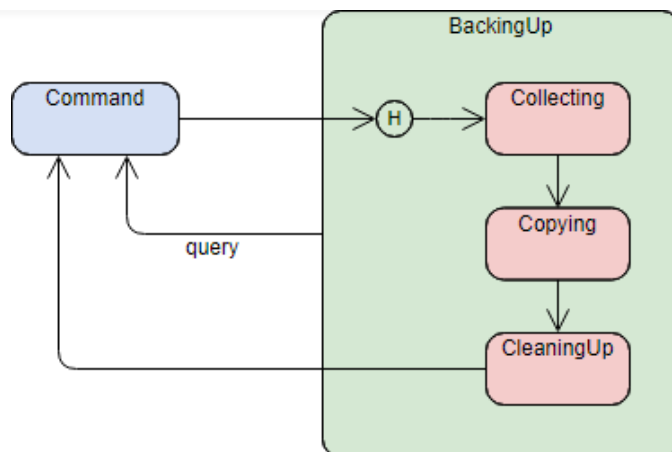 BackingUp
Command
H
Collecting
Copying
query
CleaningUp